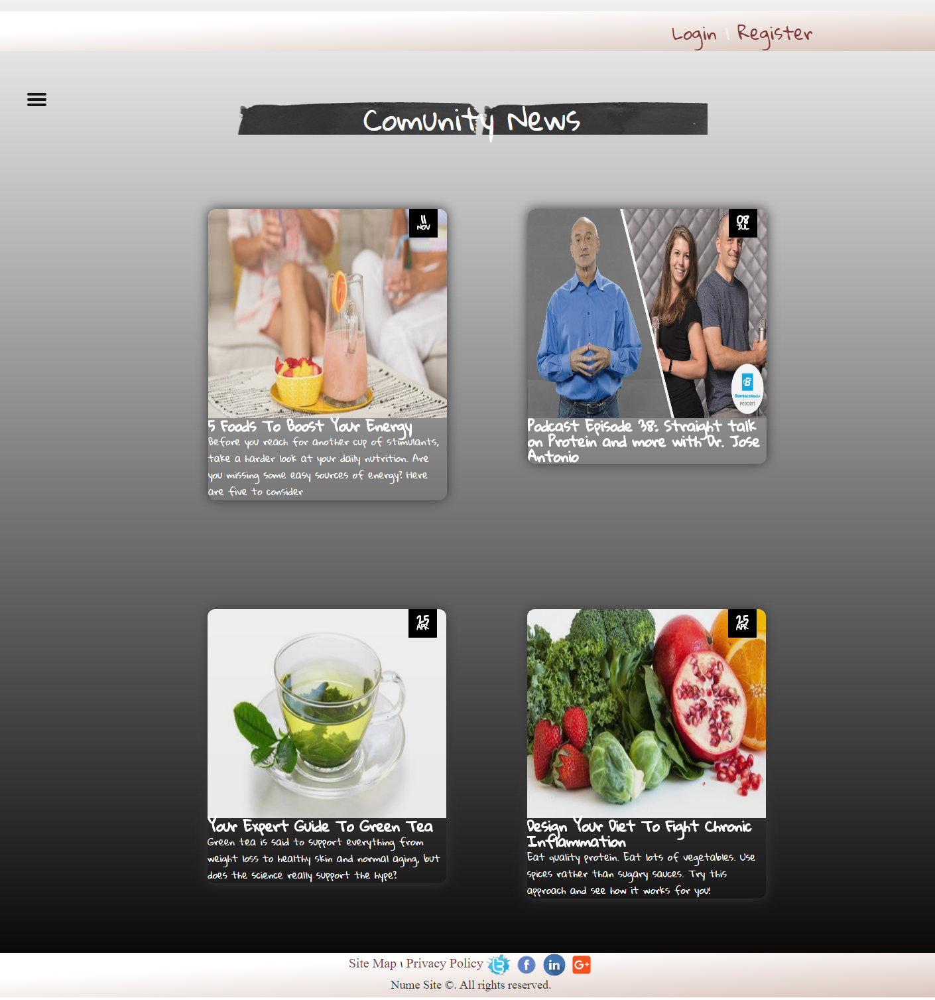 Login | Register
Comunity News
11
NOV
08
JUL
BODYBUILDING.com
PODCAST
5 Foods To Boost Your Energy
Before you reach for another cup of stimulants,
take a harder look at your daily nutrition. Are
you missing some easy sources of energy? Here
are five to consider
Podcast Episode 38: Straight talk
on Protein and more with Dr. Jose
Antonio
25
APR
25
APR
Your Expert Guide To Green Tea
Green tea is said to support everything from
weight loss to healthy skin and normal aging, but
does the science really support the hype?
Design Your Diet To Fight Chronic
Inflammation
Eat quality protein. Eat lots of vegetables. Use
spices rather than sugary sauces. Try this
approach and see how it works for you!
Site Map \ Privacy Policy
Nume Site ©. All rights reserved.